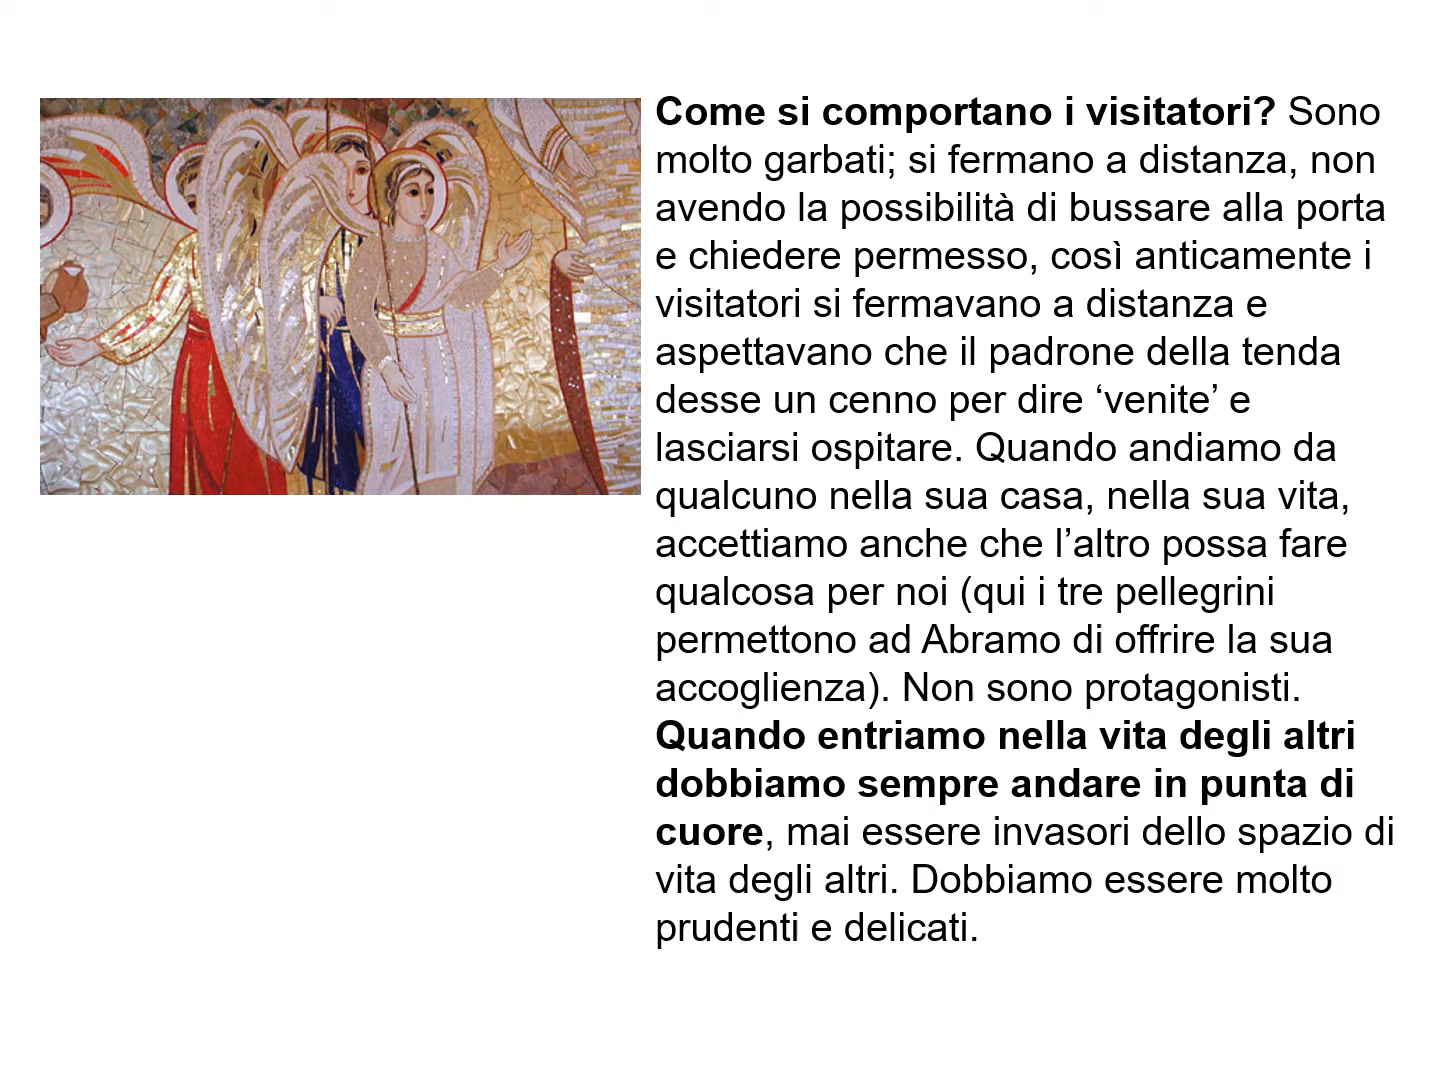 Come si comportano i visitatori? Sono
molto garbati; si fermano a distanza, non
avendo la possibilità di bussare alla porta
e chiedere permesso, così anticamente i
visitatori si fermavano a distanza e
aspettavano che il padrone della tenda
desse un cenno per dire ‘venite’ e
lasciarsi ospitare. Quando andiamo da
qualcuno nella sua casa, nella sua vita,
accettiamo anche che l’altro possa fare
qualcosa per noi (qui i tre pellegrini
permettono ad Abramo di offrire la sua
accoglienza). Non sono protagonisti.
Quando entriamo nella vita degli altri
dobbiamo sempre andare in punta di
cuore, mai essere invasori dello spazio di
vita degli altri. Dobbiamo essere molto
prudenti e delicati.